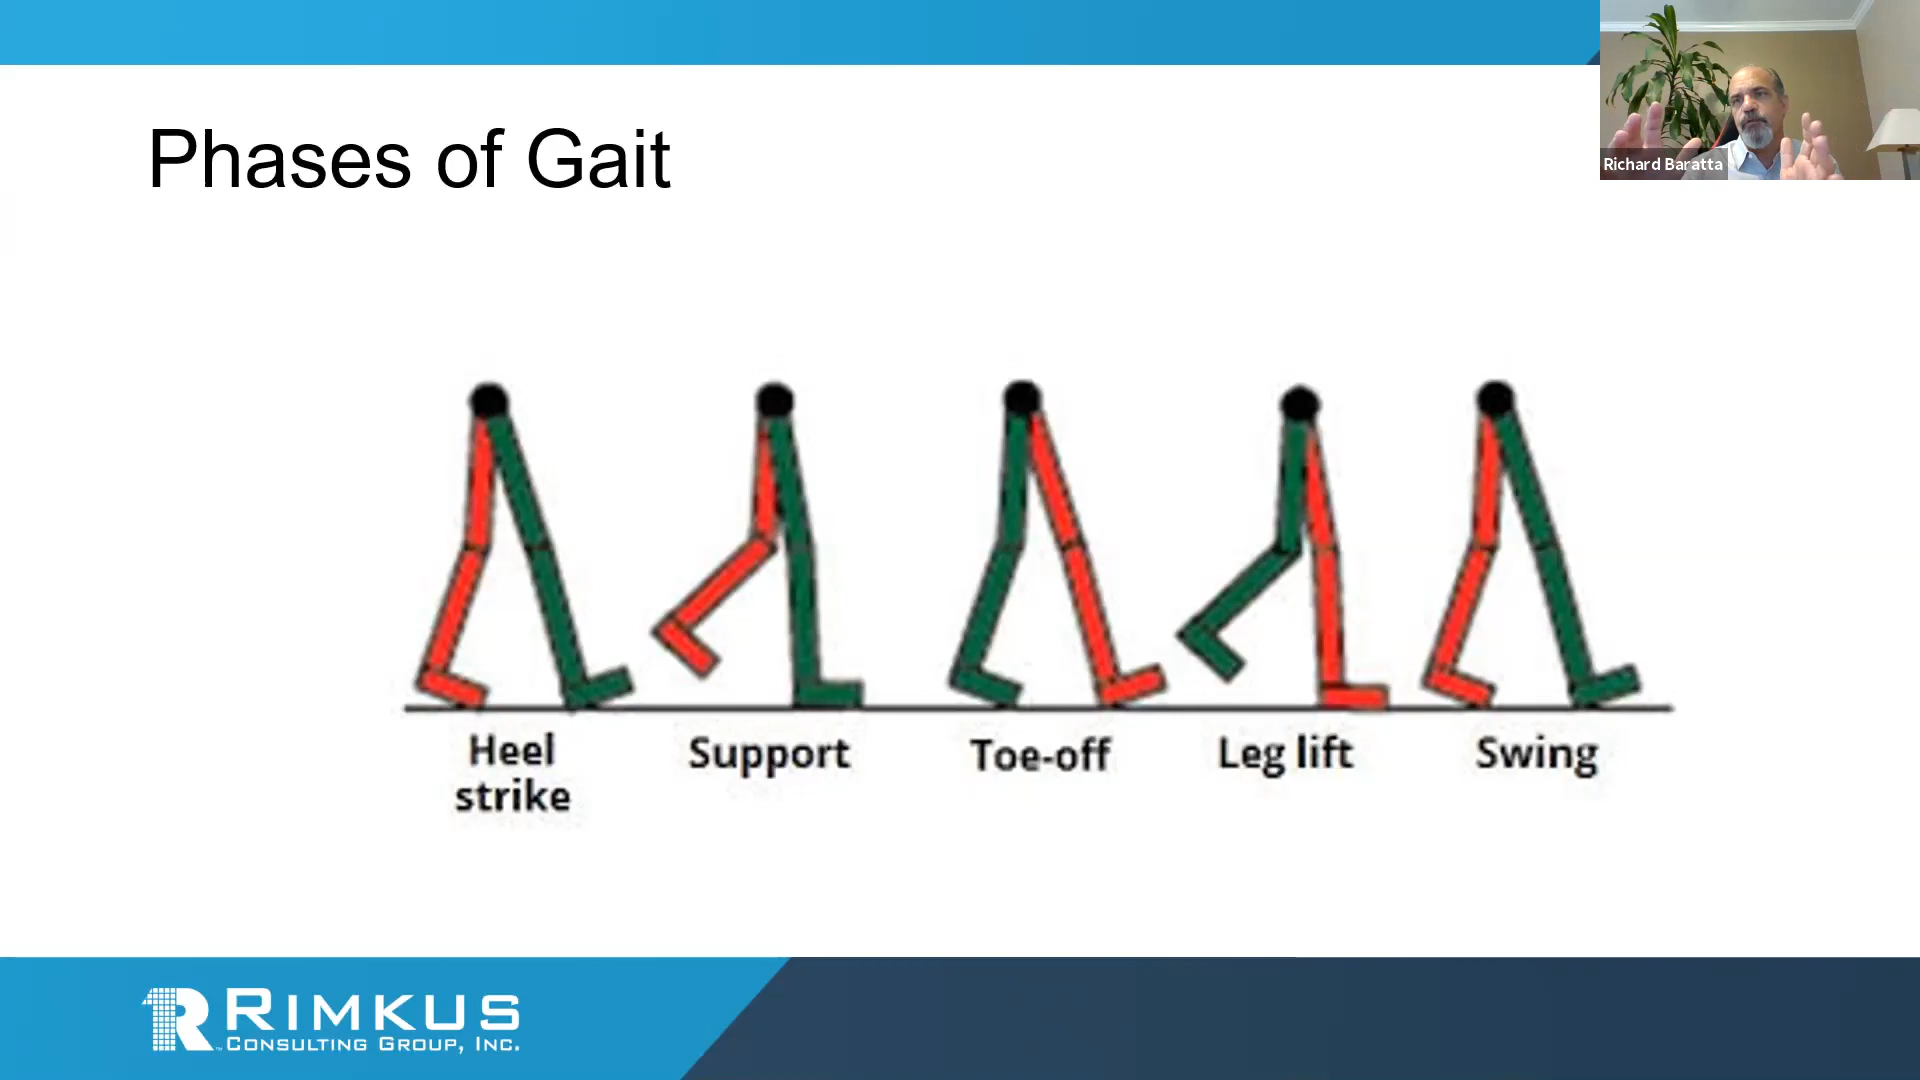 Richard Baratta
Phases of Gait
Heel
strike
Support
Toe-off
Leg lift
Swing
RIMKUS
CONSULTING GROUP, INC.